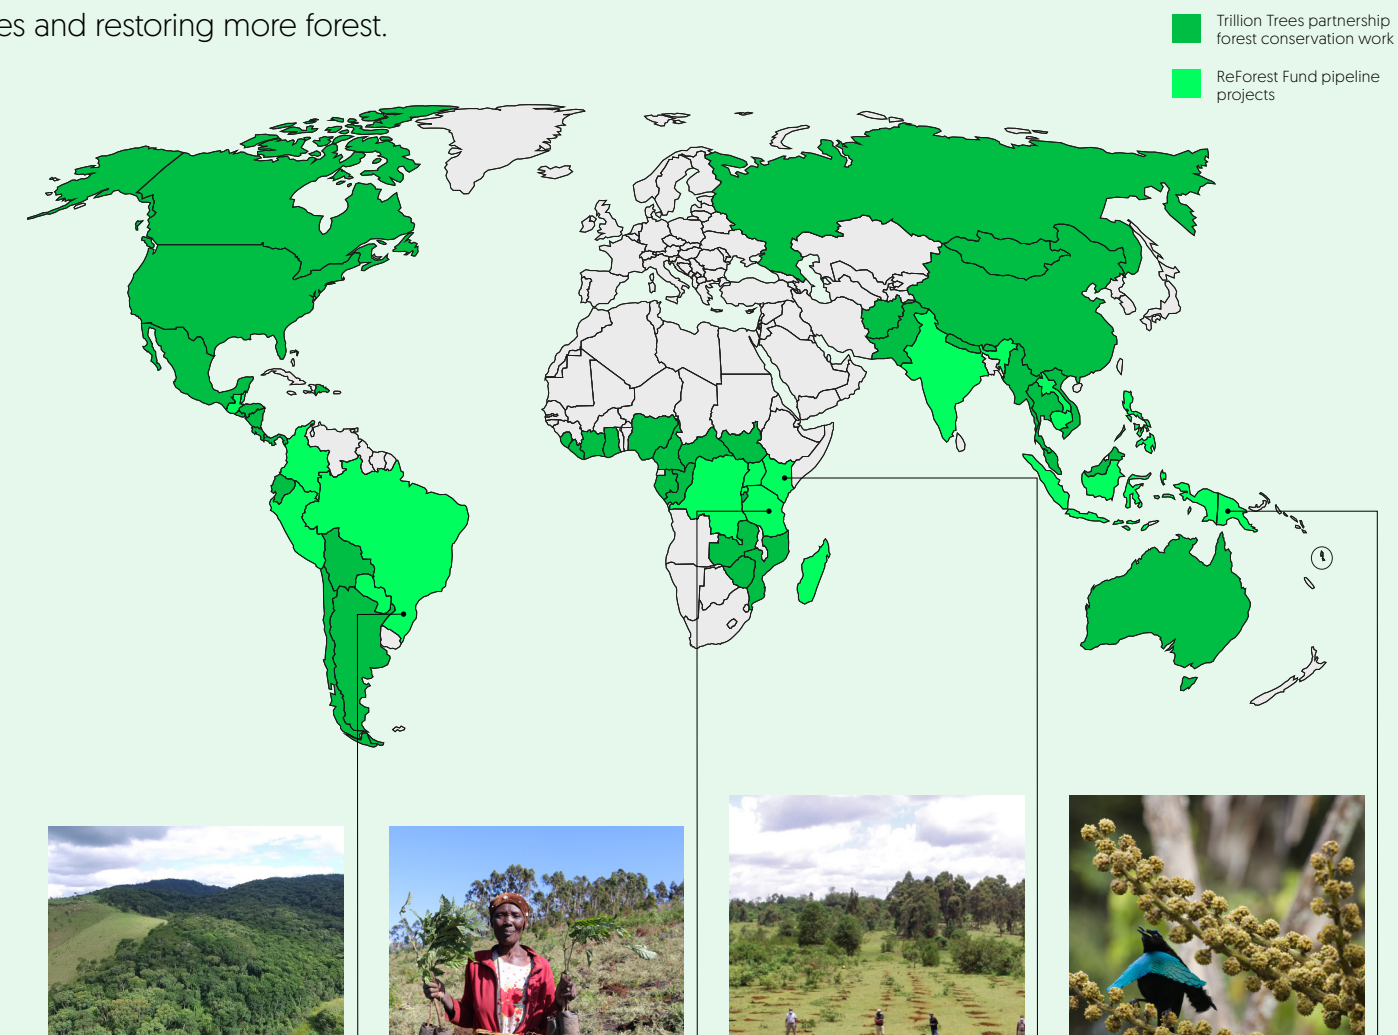 es and restoring more forest.
Trillion Trees partnership
forest conservation work
ReForest Fund pipeline
projects